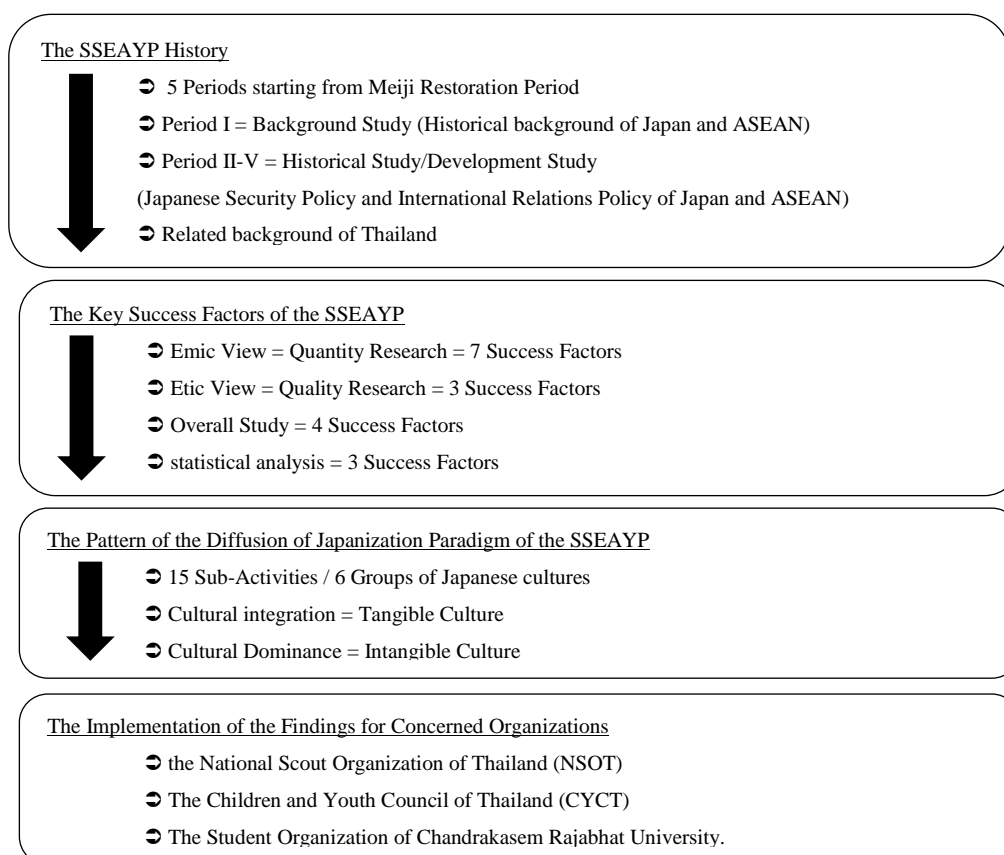 The SSEAYP History
➲ 5 Periods starting from Meiji Restoration Period
➲ Period I = Background Study (Historical background of Japan and ASEAN)
➲ Period II-V = Historical Study/Development Study
(Japanese Security Policy and International Relations Policy of Japan and ASEAN)
➲ Related background of Thailand
The Key Success Factors of the SSEAYP
➲ Emic View = Quantity Research = 7 Success Factors
➲ Etic View = Quality Research = 3 Success Factors
➲ Overall Study = 4 Success Factors
➲ statistical analysis = 3 Success Factors
The Pattern of the Diffusion of Japanization Paradigm of the SSEAYP
➲ 15 Sub-Activities / 6 Groups of Japanese cultures
➲ Cultural integration = Tangible Culture
➲ Cultural Dominance = Intangible Culture
The Implementation of the Findings for Concerned Organizations
➲ the National Scout Organization of Thailand (NSOT)
➲ The Children and Youth Council of Thailand (CYCT)
➲ The Student Organization of Chandrakasem Rajabhat University.